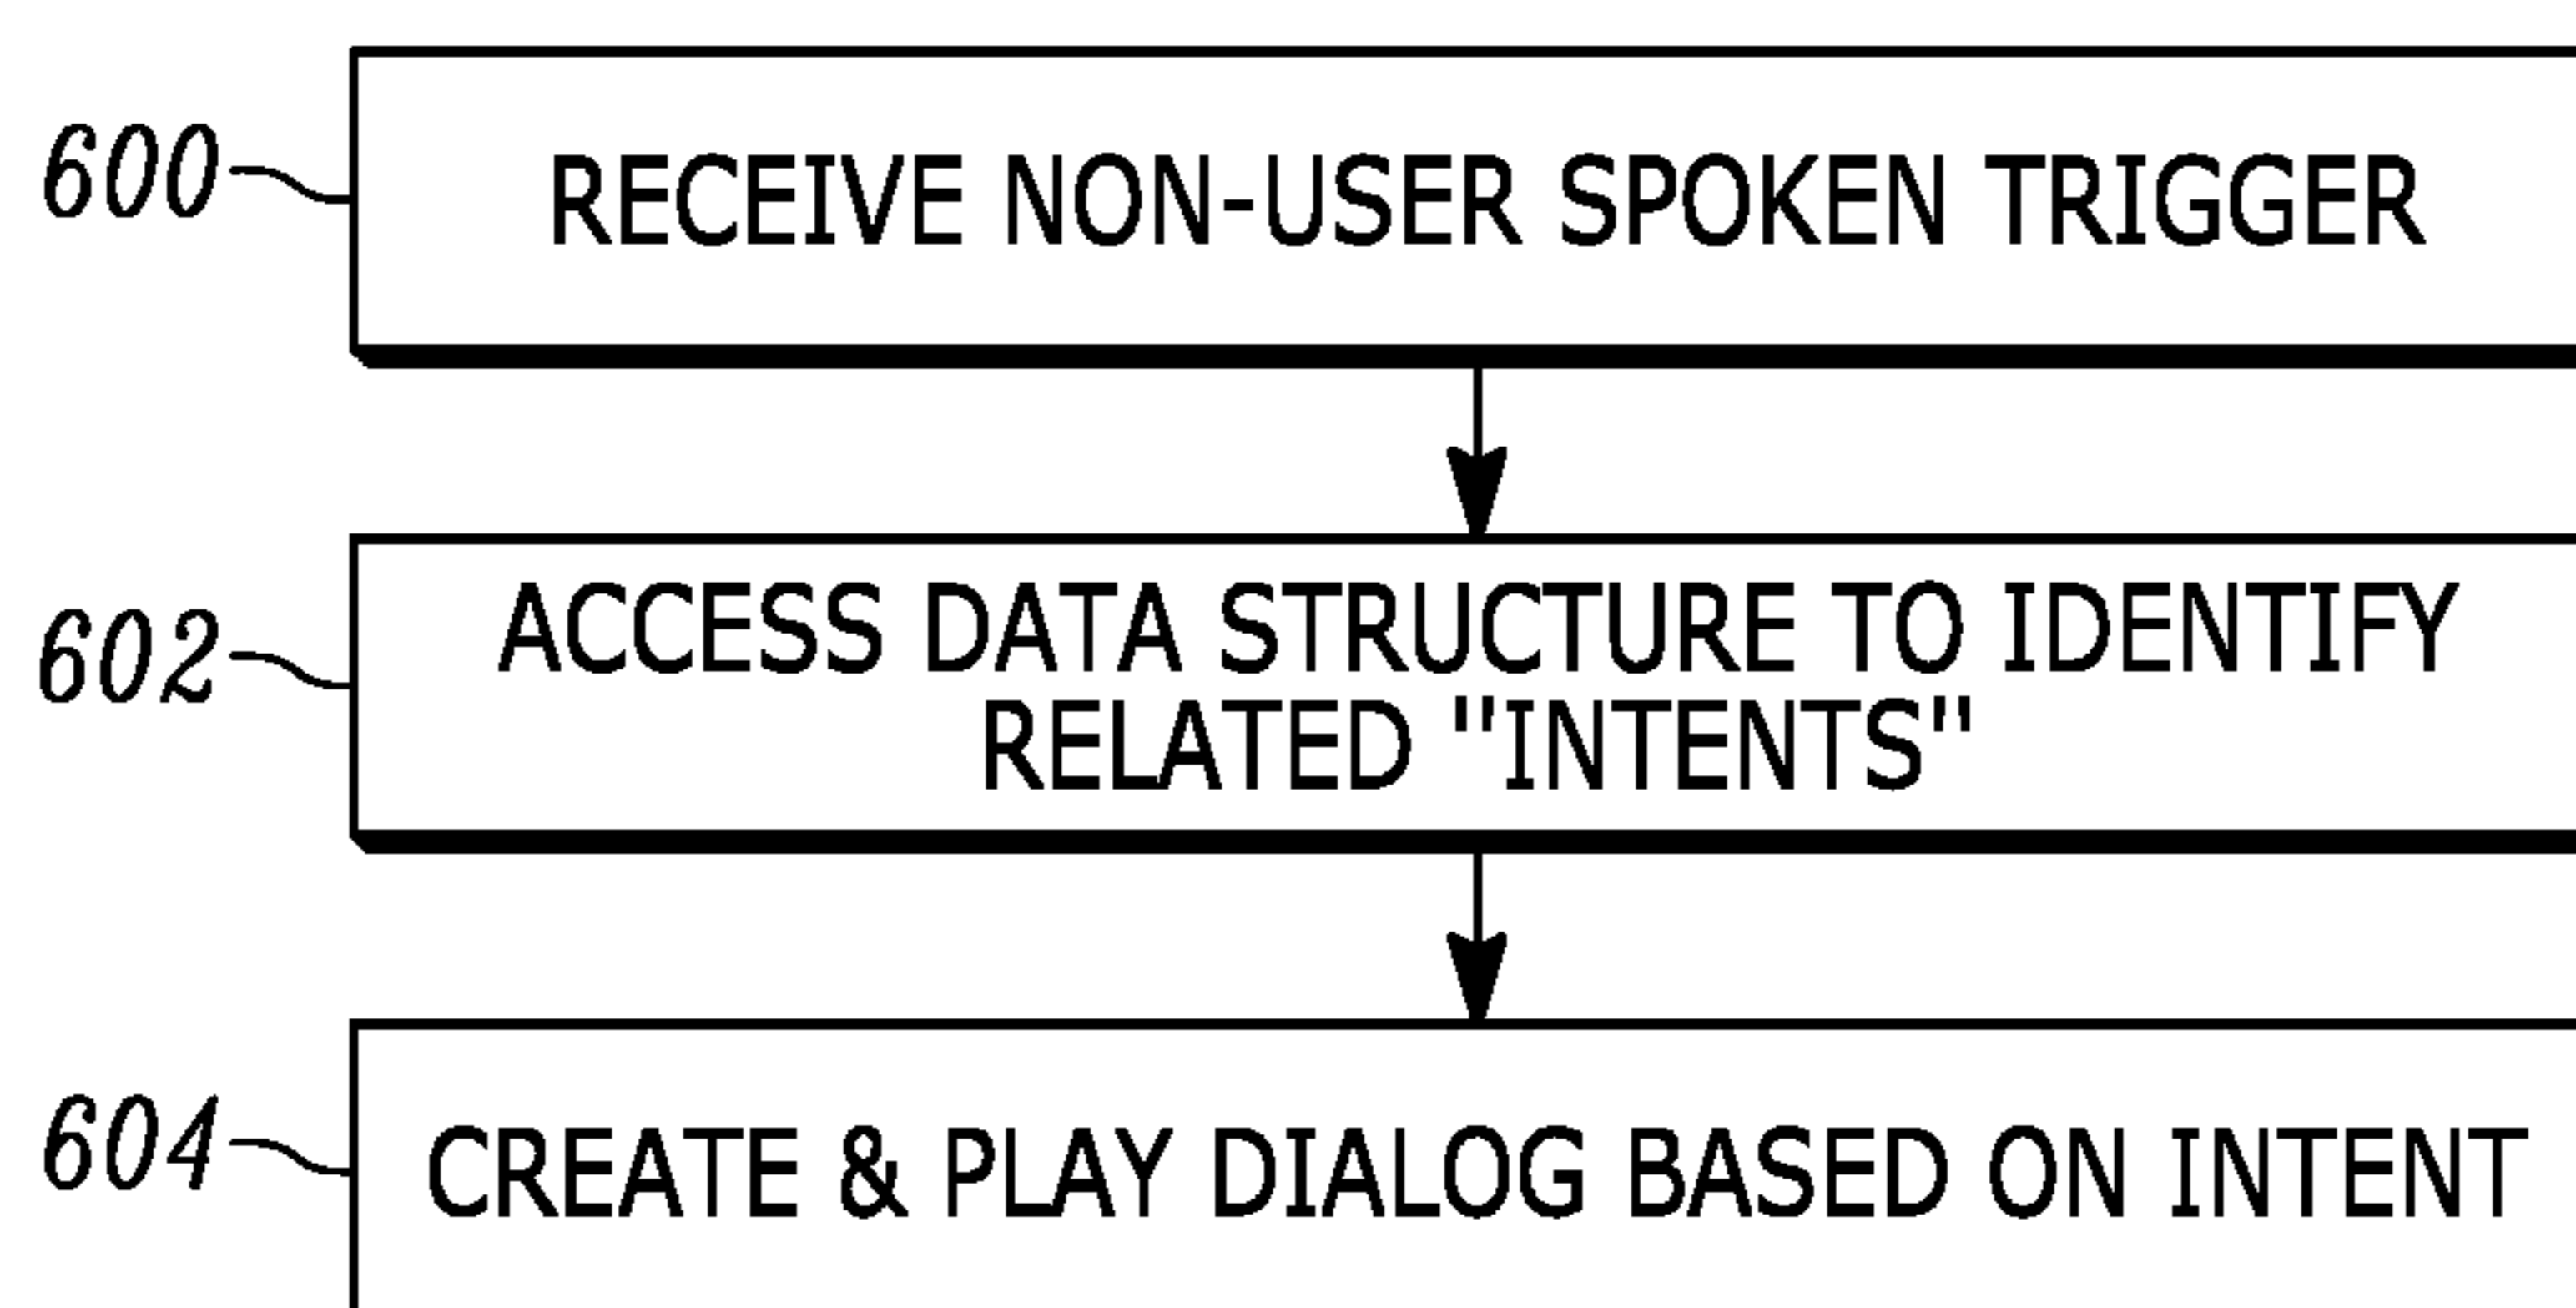 600 RECEIVE NON-USER SPOKEN TRIGGER
602 ACCESS DATA STRUCTURE TO IDENTIFY
RELATED "INTENTS"
604 CREATE & PLAY DIALOG BASED ON INTENT